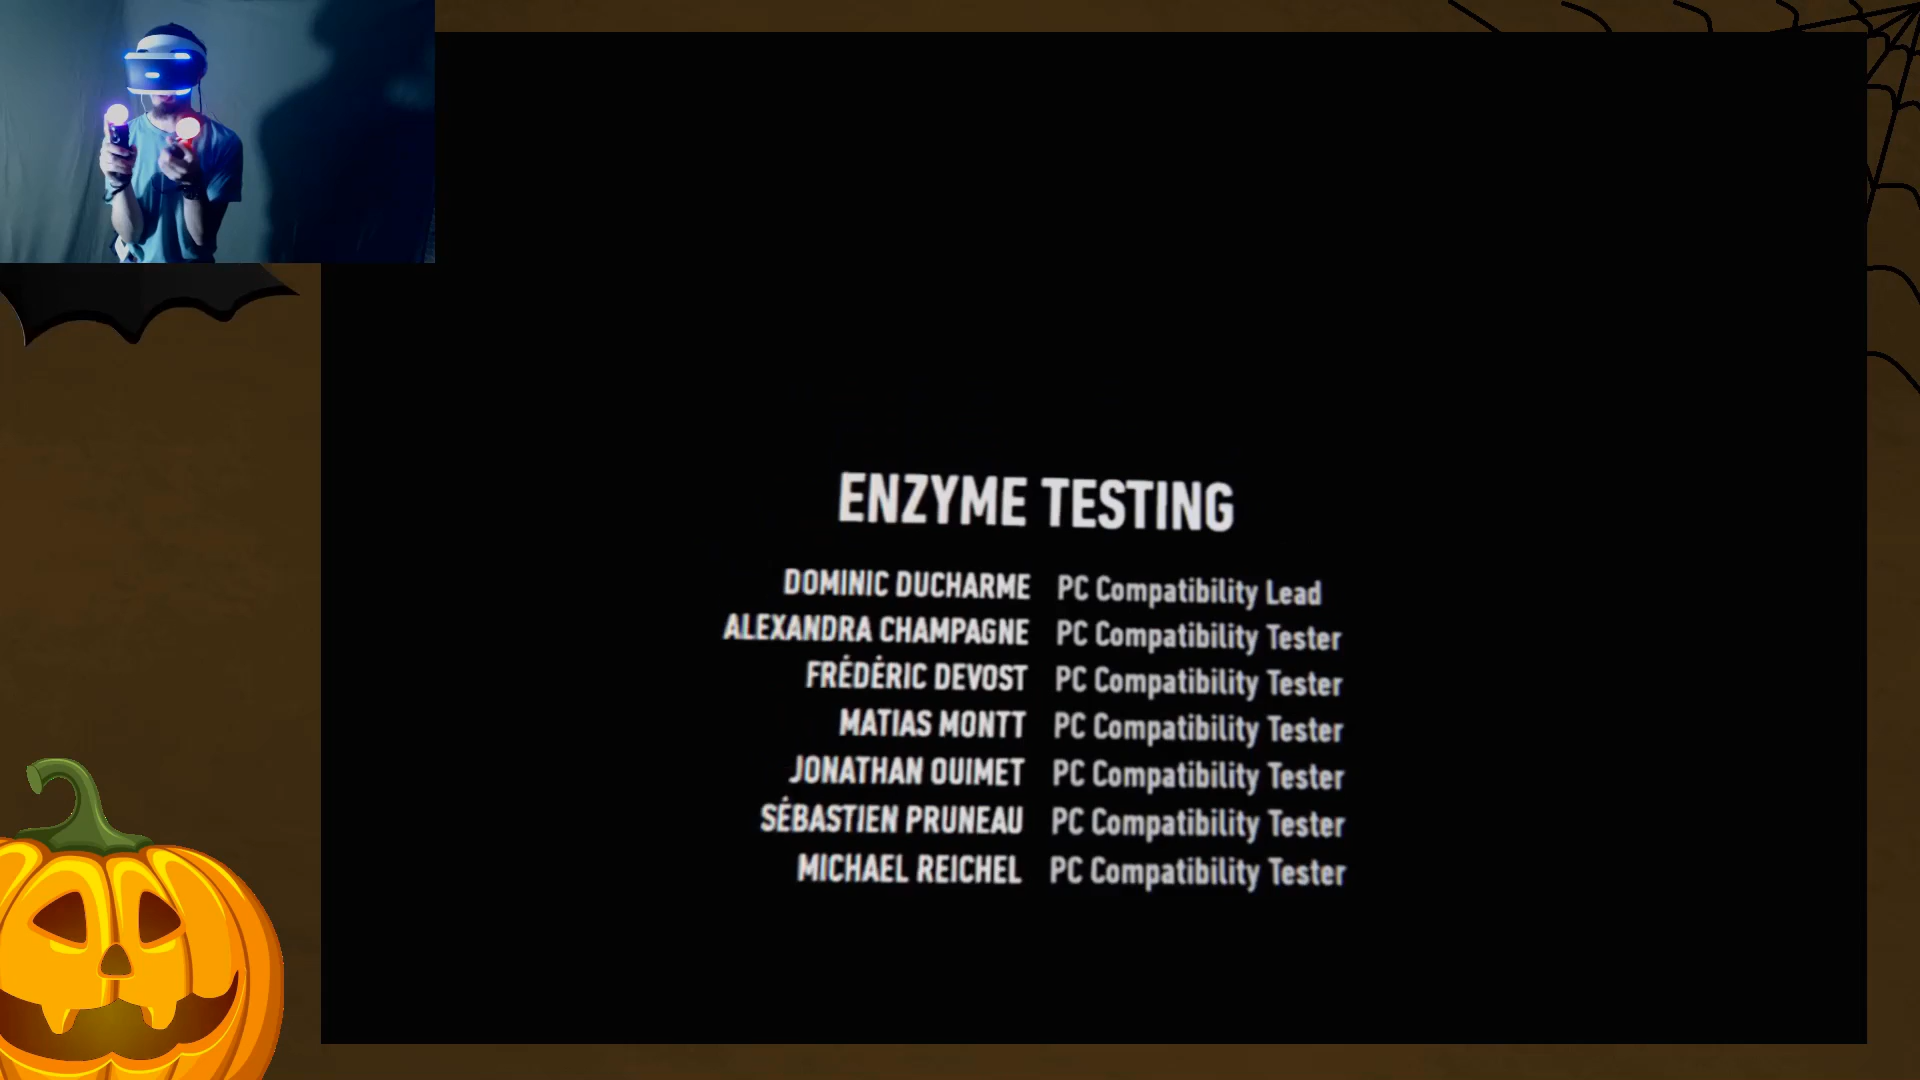 ENZYME TESTING
DOMINIC DUCHARME PC Compatibility Lead
ALEXANDRA CHAMPAGNE PC Compatibility Tester
FRÉDÉRIC DEVOST PC Compatibility Tester
MATIAS MONTT PC Compatibility Tester
JONATHAN OUIMET PC Compatibility Tester
SÉBASTIEN PRUNEAU PC Compatibility Tester
MICHAEL REICHEL PC Compatibility Tester